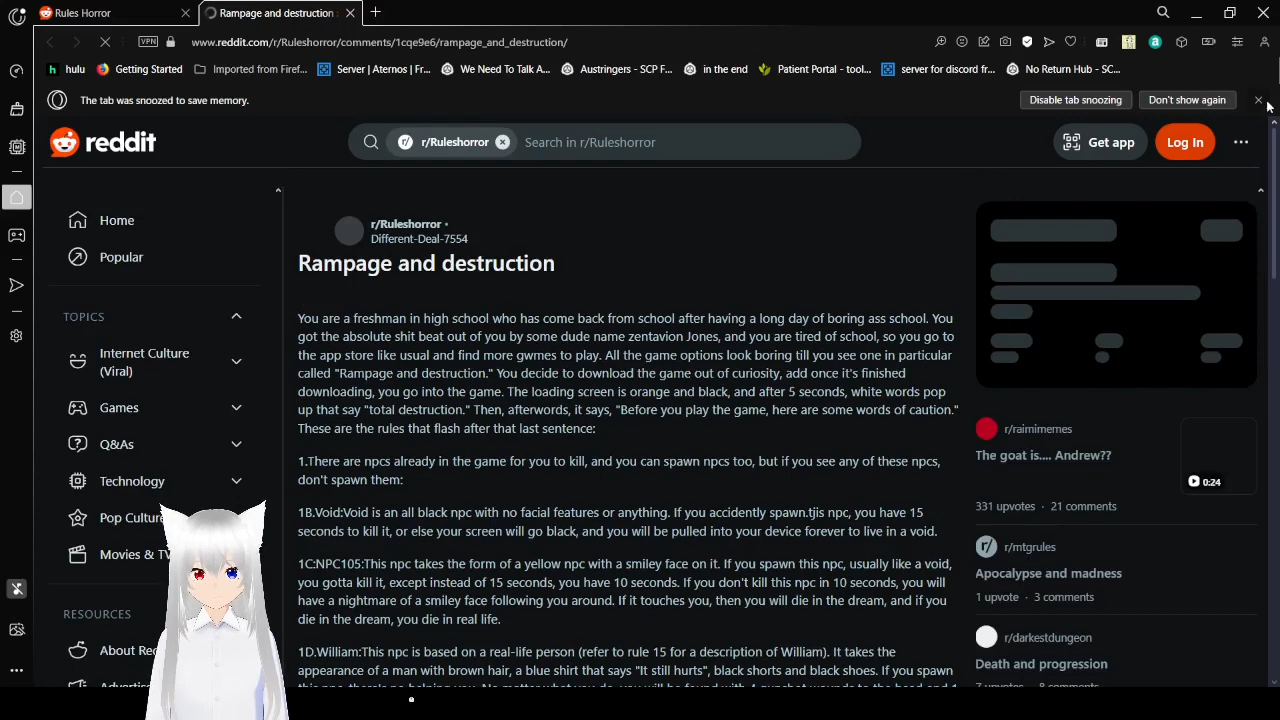 Rules Horror
Rampage and destruction
VPN
www.reddit.com/r/Ruleshorror/comments/1cqe9e6/rampage_and_destruction/
hulu
Getting Started
Imported from Firef...
Server | Aternos | Fr...
We Need To Talk A...
Austringers - SCP F...
in the end
Patient Portal - tool...
server for discord fr...
No Return Hub - SC...
The tab was snoozed to save memory.
Disable tab snoozing
Don't show again
reddit
r/Ruleshorror
Search in r/Ruleshorror
Get app
Log In
Home
Popular
TOPICS
Internet Culture
(Viral)
Games
Q&As
Technology
Pop Culture
Movies & TV
RESOURCES
About Red
r/Ruleshorror •
Different-Deal-7554
Rampage and destruction
You are a freshman in high school who has come back from school after having a long day of boring ass school. You
got the absolute shit beat out of you by some dude name zentavion Jones, and you are tired of school, so you go to
the app store like usual and find more gwmes to play. All the game options look boring till you see one in particular
called "Rampage and destruction." You decide to download the game out of curiosity, add once it's finished
downloading, you go into the game. The loading screen is orange and black, and after 5 seconds, white words pop
up that say "total destruction." Then, afterwords, it says, "Before you play the game, here are some words of caution."
These are the rules that flash after that last sentence:
1.There are npcs already in the game for you to kill, and you can spawn npcs too, but if you see any of these npcs,
don't spawn them:
1B.Void:Void is an all black npc with no facial features or anything. If you accidently spawn.tjis npc, you have 15
seconds to kill it, or else your screen will go black, and you will be pulled into your device forever to live in a void.
1C:NPC105:This npc takes the form of a yellow npc with a smiley face on it. If you spawn this npc, usually like a void,
you gotta kill it, except instead of 15 seconds, you have 10 seconds. If you don't kill this npc in 10 seconds, you will
have a nightmare of a smiley face following you around. If it touches you, then you will die in the dream, and if you
die in the dream, you die in real life.
1D.William:This npc is based on a real-life person (refer to rule 15 for a description of William). It takes the
appearance of a man with brown hair, a blue shirt that says "It still hurts", black shorts and black shoes. If you spawn
r/raimimemes
The goat is.... Andrew??
0:24
331 upvotes · 21 comments
r/mtgrules
Apocalypse and madness
1 upvote · 3 comments
r/darkestdungeon
Death and progression